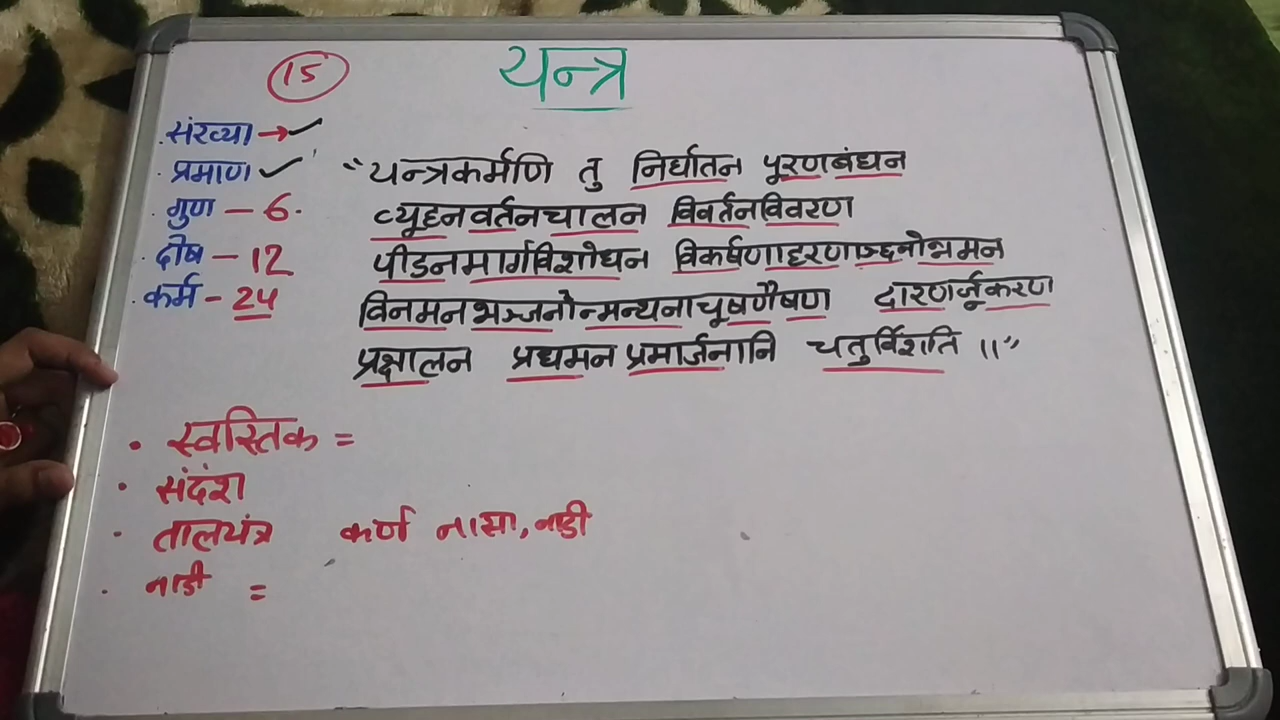 15
यन्त्र
संख्या → ✓
प्रमाण ✓
गुण – 6.
दोष – 12
कर्म – 24
"यन्त्रकर्माणि तु निर्घातन पूरणबंधन
व्यूहनवर्तनचालन विवर्तनविवरण
पीडनमार्गविशोधन विकर्षणाहरणाञ्छनोन्नमन
विनमनभञ्जनोन्मन्थनाचूषणैषण दारणर्जूकरण
प्रक्षालन प्रधमन प्रमार्जनानि चतुर्विंशति ॥"
• स्वस्तिक =
• संदंश
• तालयंत्र कर्ण नासा, नाडी
• नाडी =